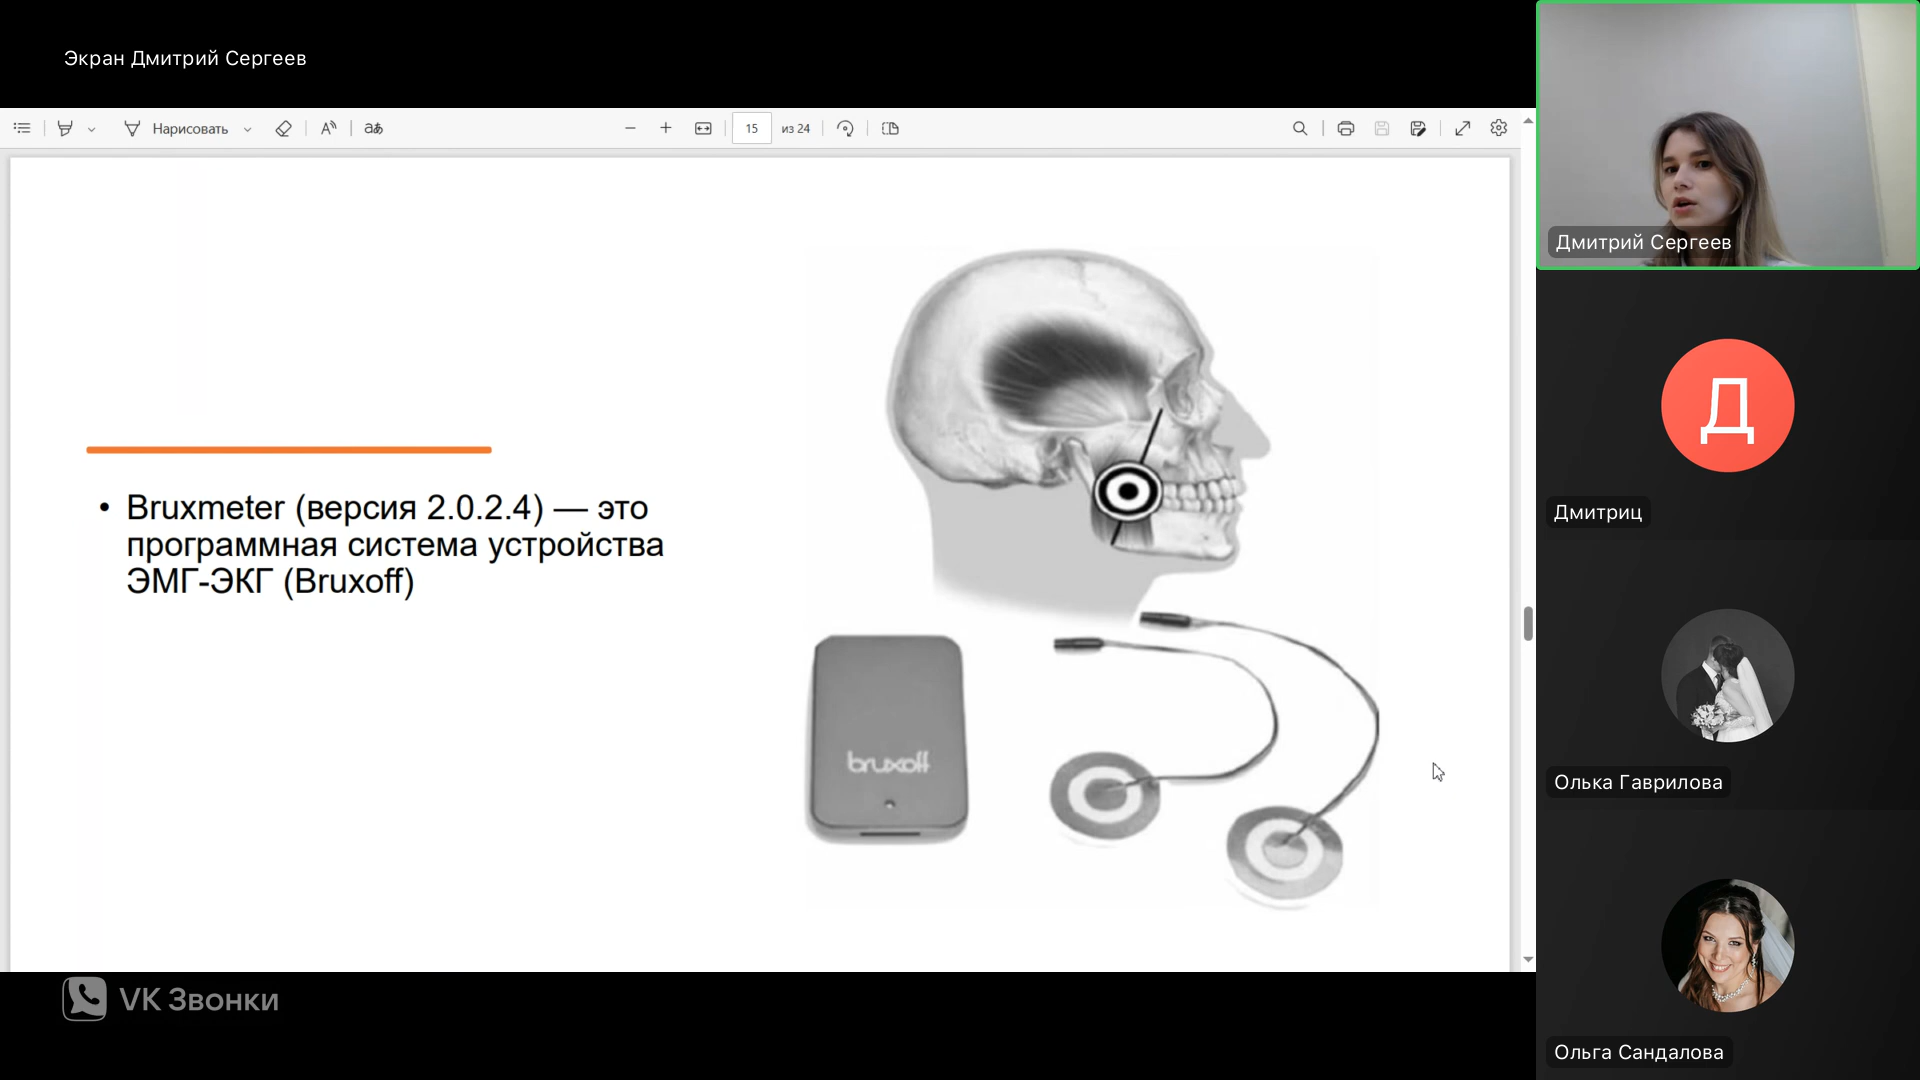 Экран Дмитрий Сергеев
Нарисовать
15
из 24
• Bruxmeter (версия 2.0.2.4) — это
программная система устройства
ЭМГ-ЭКГ (Bruxoff)
bruxoff
VK Звонки
Дмитрий Сергеев
Д
Дмитриц
Олька Гаврилова
Ольга Сандалова